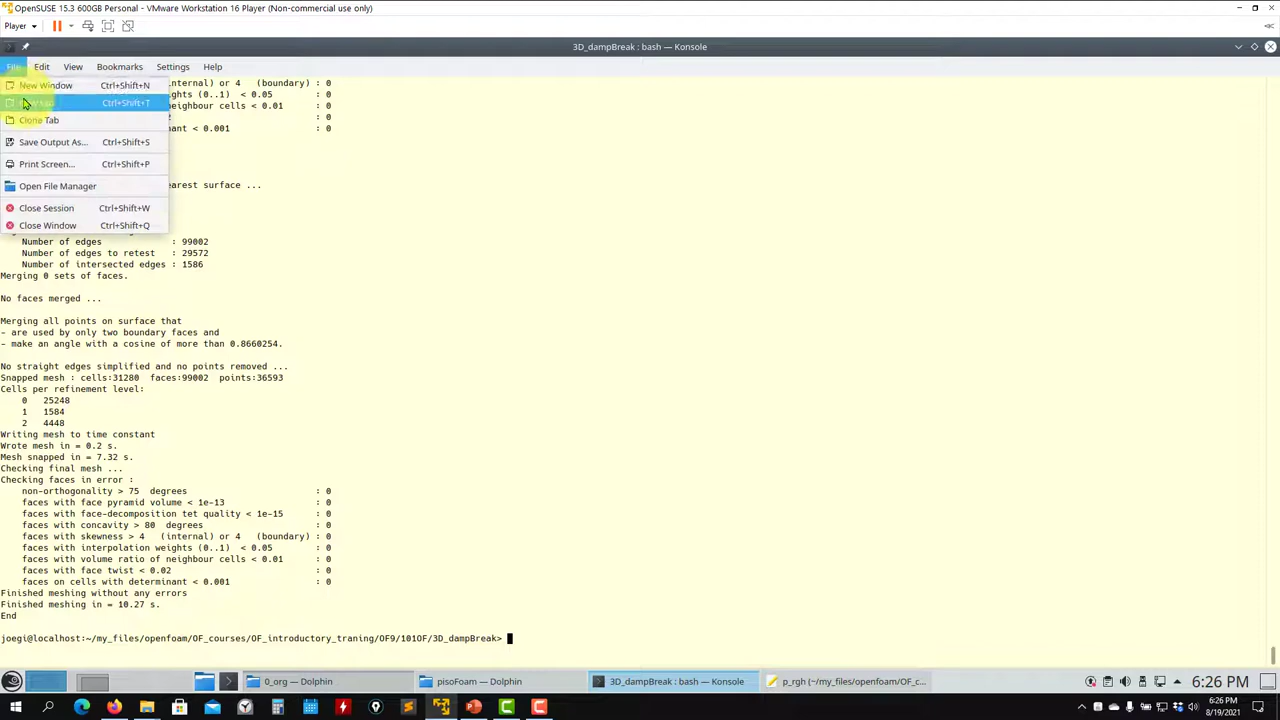 OpenSUSE 15.3 600GB Personal - VMware Workstation 16 Player (Non-commercial use only)
Player
3D_dampBreak : bash — Konsole
File Edit View Bookmarks Settings Help
New Window Ctrl+Shift+N
Ctrl+Shift+T
Clone Tab
Save Output As... Ctrl+Shift+S
Print Screen... Ctrl+Shift+P
Open File Manager
Close Session Ctrl+Shift+W
Close Window Ctrl+Shift+Q
nternal) or 4 (boundary) : 0
ghts (0..1) < 0.05 : 0
eighbour cells < 0.01 : 0
2 : 0
nant < 0.001 : 0
earest surface ...
Number of edges : 99002
Number of edges to retest : 29572
Number of intersected edges : 1586
Merging 0 sets of faces.
No faces merged ...
Merging all points on surface that
- are used by only two boundary faces and
- make an angle with a cosine of more than 0.8660254.
No straight edges simplified and no points removed ...
Snapped mesh : cells:31280 faces:99002 points:36593
Cells per refinement level:
0 25248
1 1584
2 4448
Writing mesh to time constant
Wrote mesh in = 0.2 s.
Mesh snapped in = 7.32 s.
Checking final mesh ...
Checking faces in error :
non-orthogonality > 75 degrees : 0
faces with face pyramid volume < 1e-13 : 0
faces with face-decomposition tet quality < 1e-15 : 0
faces with concavity > 80 degrees : 0
faces with skewness > 4 (internal) or 4 (boundary) : 0
faces with interpolation weights (0..1) < 0.05 : 0
faces with volume ratio of neighbour cells < 0.01 : 0
faces with face twist < 0.02 : 0
faces on cells with determinant < 0.001 : 0
Finished meshing without any errors
Finished meshing in = 10.27 s.
End
joegi@localhost:~/my_files/openfoam/OF_courses/OF_introductory_traning/OF9/101OF/3D_dampBreak>
0_org — Dolphin
pisoFoam — Dolphin
3D_dampBreak : bash — Konsole
p_rgh (~/my_files/openfoam/OF_c...
6:26 PM
6:26 PM
8/19/2021